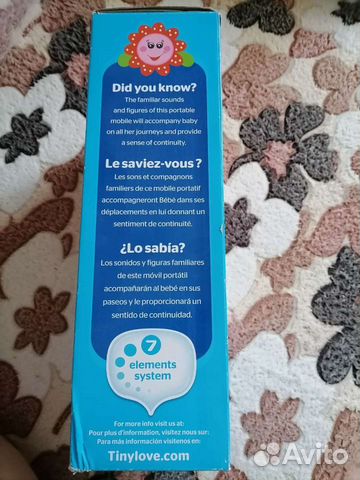 Did you know?
The familiar sounds
and figures of this portable
mobile will accompany baby
on all her journeys and provide
a sense of continuity.
Le saviez-vous ?
Les sons et compagnons
familiers de ce mobile portatif
accompagneront Bébé dans ses
déplacements en lui donnant un
sentiment de continuité.
¿Lo sabía?
Los sonidos y figuras familiares
de este móvil portátil
acompañarán al bebé en sus
paseos y le proporcionará un
sentido de continuidad.
7
elements
system
For more info visit us at:
Pour plus d'information, visitez nous sur:
Para más información visítenos en:
Tinylove.com
Avito